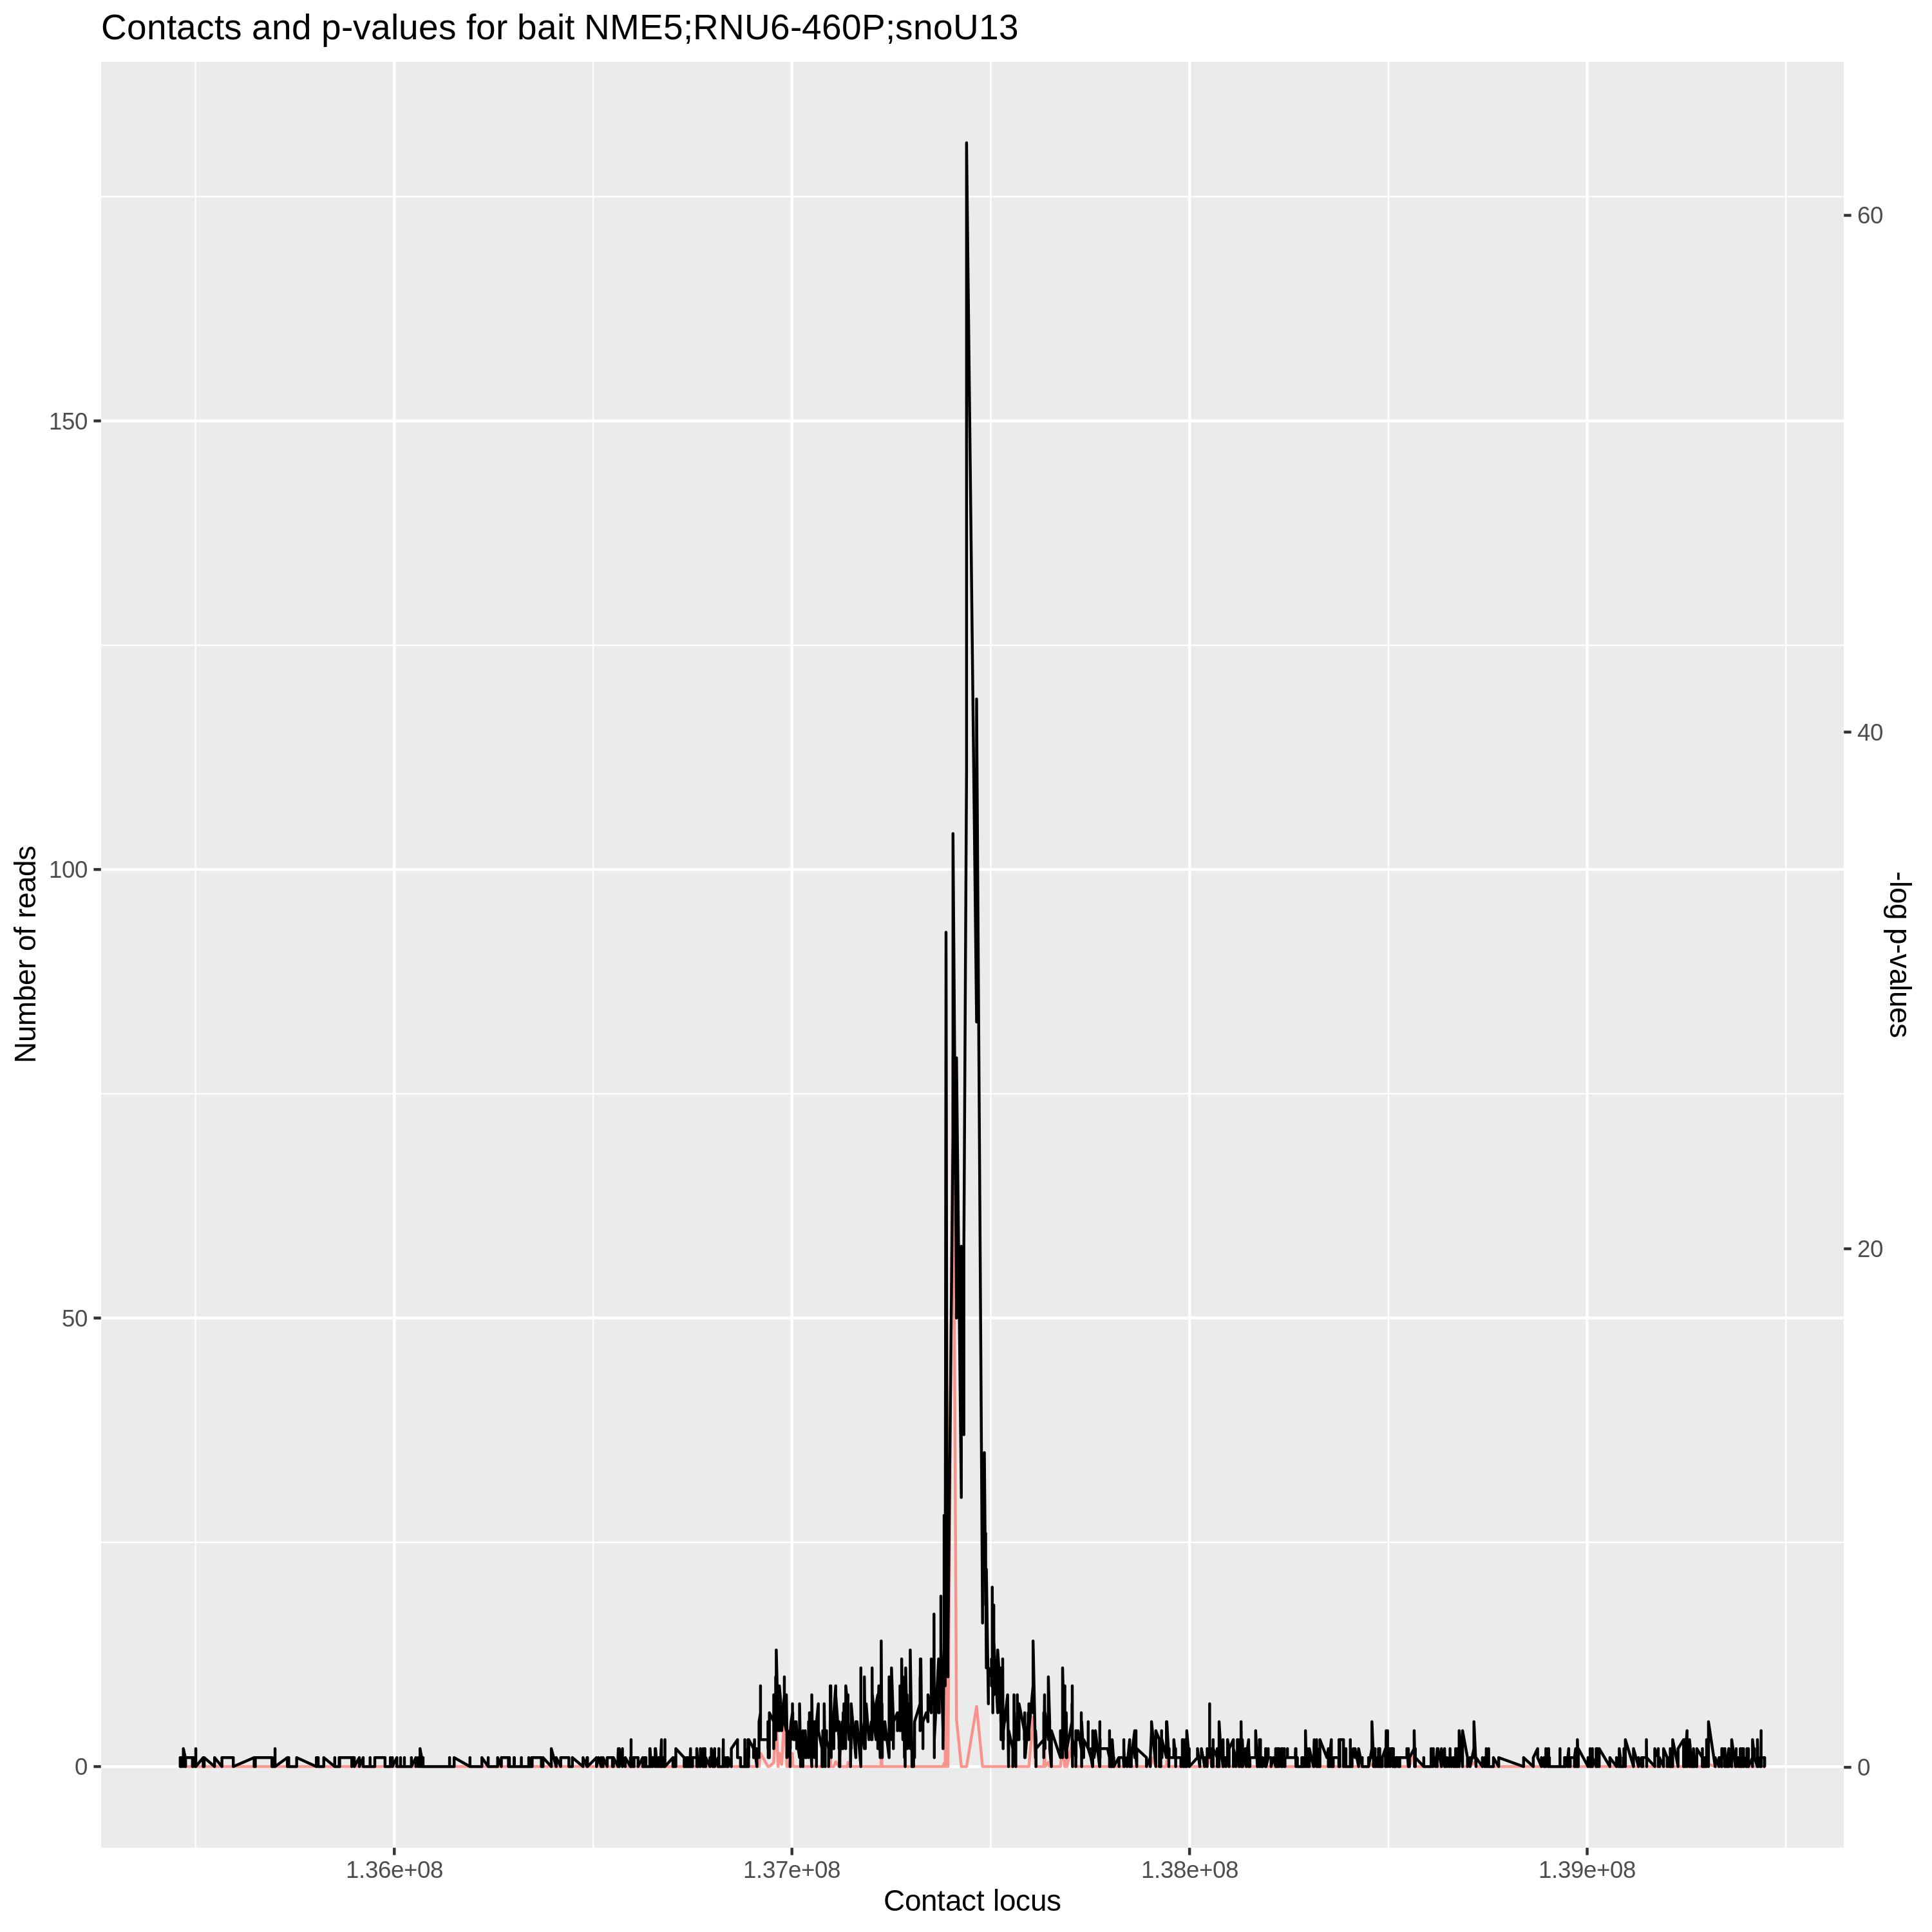 Contacts and p-values for bait NME5;RNU6-460P;snoU13
Number of reads
150
100
50
0
60
40
20
0
-log p-values
1.36e+08
1.37e+08
1.38e+08
1.39e+08
Contact locus